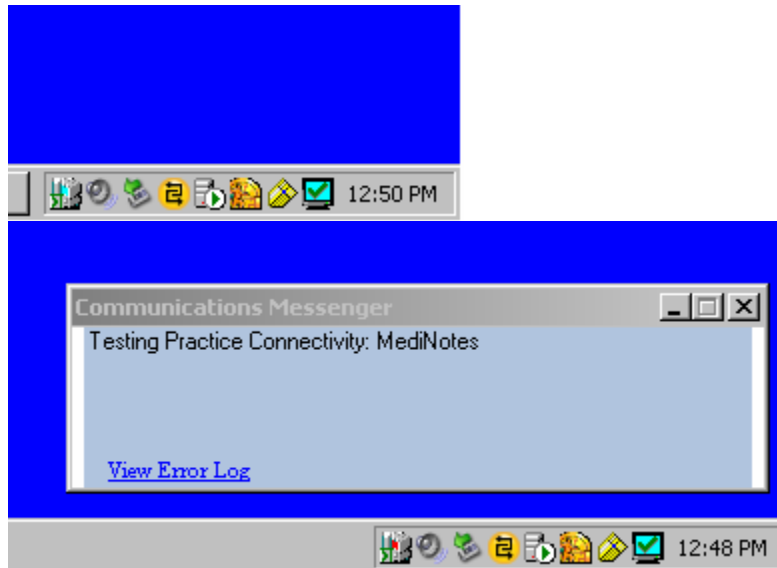 12:50 PM
Communications Messenger
Testing Practice Connectivity: MediNotes
View Error Log
12:48 PM